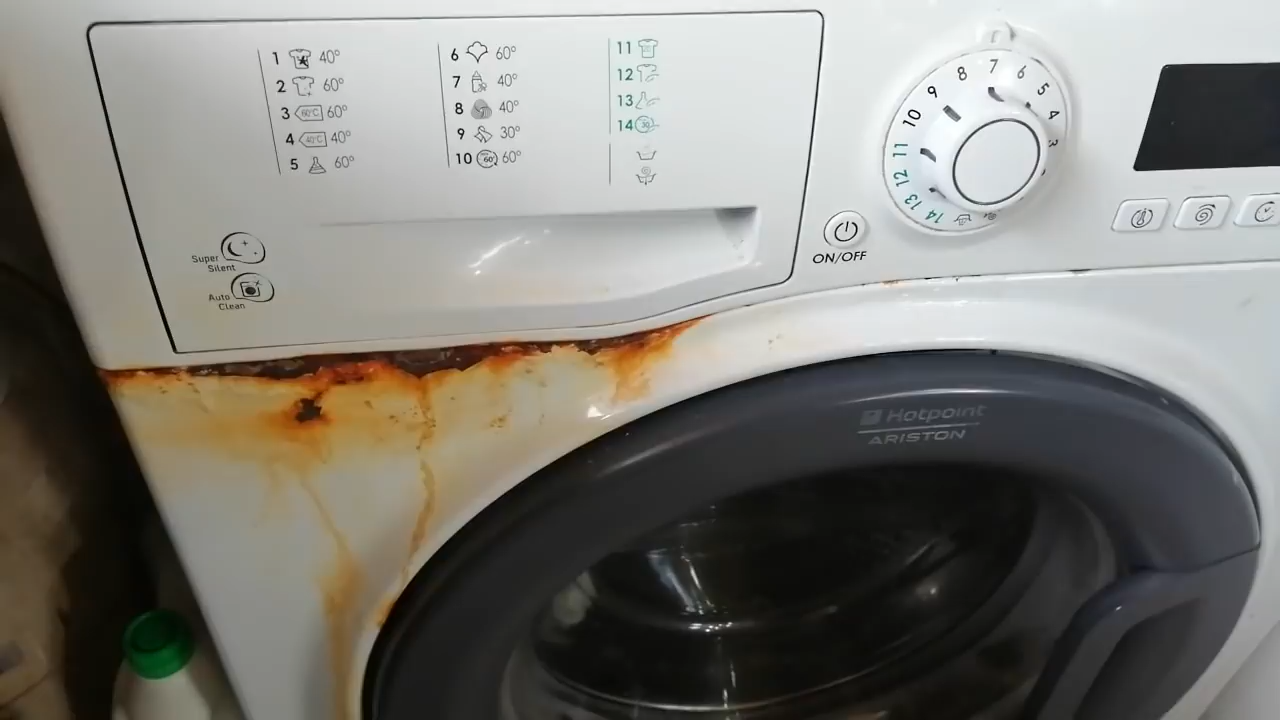 1 40°
2 60°
3 60°C 60°
4 40°C 40°
5 60°
6 60°
7 40°
8 40°
9 30°
10 60' 60°
11
12
13
14 30'
Super
Silent
Auto
Clean
ON/OFF
3
4
5
6
7
8
9
10
11
12
13
14
Hotpoint
ARISTON